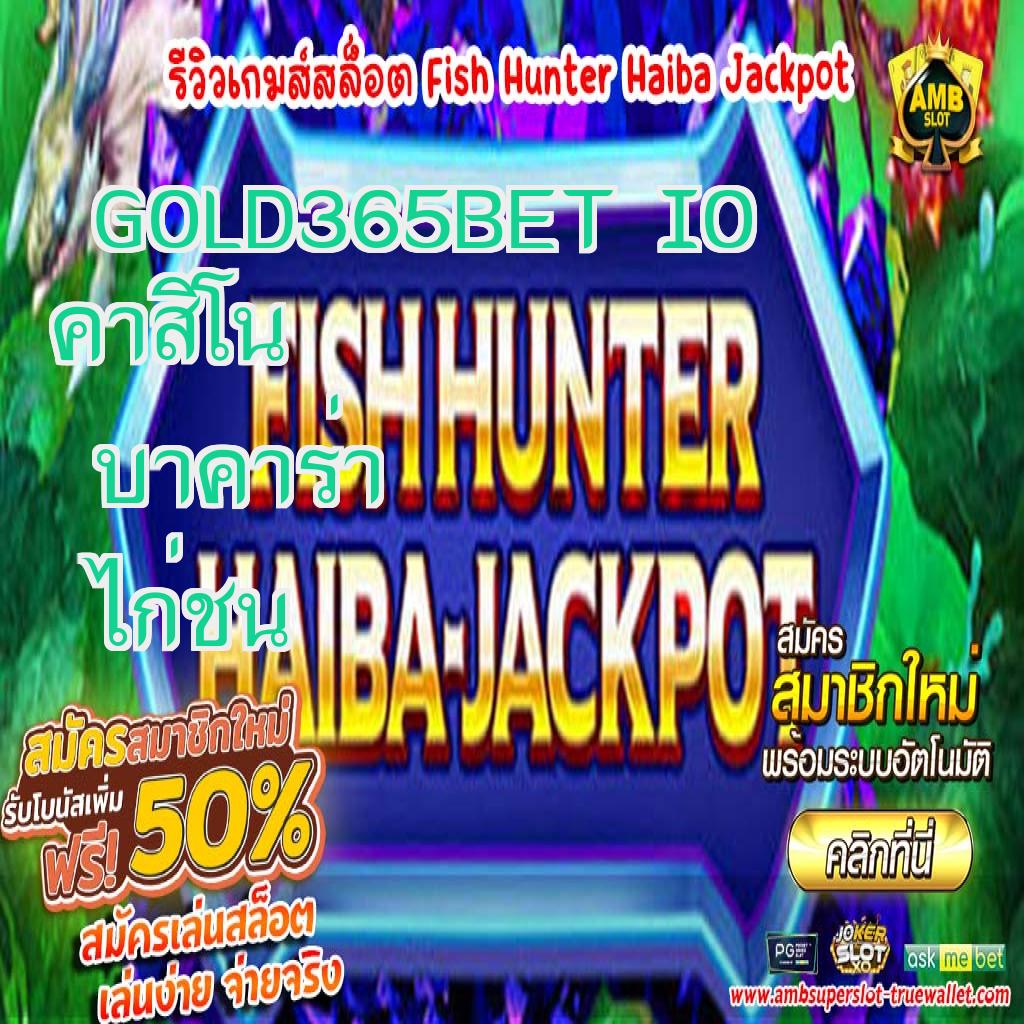 รีวิวเกมส์สล็อต Fish Hunter Haiba Jackpot
AMB
SLOT
GOLD365BET IO
คาสิโน
FISH HUNTER
บาคาร่า
HAIBA-JACKPOT
ไก่ชน
สมัคร
สมาชิกใหม่
พร้อมระบบอัตโนมัติ
คลิกที่นี่
สมัครสมาชิกใหม่
รับโบนัสเพิ่ม
ฟรี! 50%
สมัครเล่นสล็อต
เล่นง่าย จ่ายจริง
PG
JOKER
SLOT
XO
ask me bet
www.ambsuperslot-truewallet.com